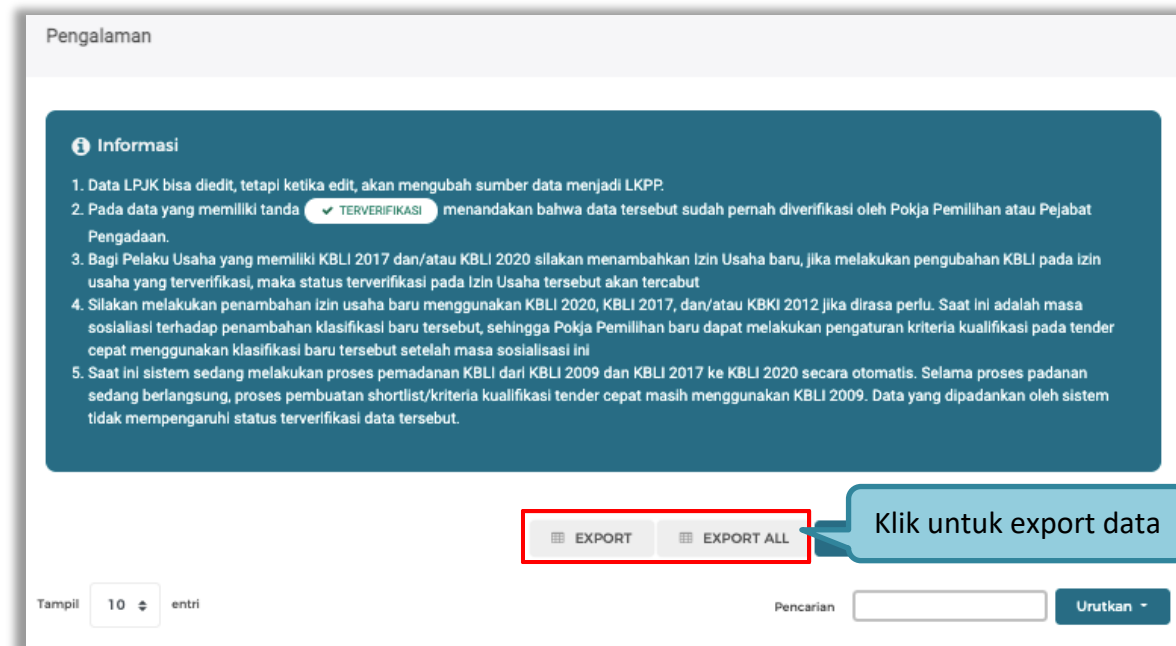 Pengalaman
Informasi
1. Data LPJK bisa diedit, tetapi ketika edit, akan mengubah sumber data menjadi LKPP.
2. Pada data yang memiliki tanda TERVERIFIKASI menandakan bahwa data tersebut sudah pernah diverifikasi oleh Pokja Pemilihan atau Pejabat
Pengadaan.
3. Bagi Pelaku Usaha yang memiliki KBLI 2017 dan/atau KBLI 2020 silakan menambahkan Izin Usaha baru, jika melakukan pengubahan KBLI pada izin
usaha yang terverifikasi, maka status terverifikasi pada Izin Usaha tersebut akan tercabut
4. Silakan melakukan penambahan izin usaha baru menggunakan KBLI 2020, KBLI 2017, dan/atau KBKI 2012 jika dirasa perlu. Saat ini adalah masa
sosialiasi terhadap penambahan klasifikasi baru tersebut, sehingga Pokja Pemilihan baru dapat melakukan pengaturan kriteria kualifikasi pada tender
cepat menggunakan klasifikasi baru tersebut setelah masa sosialisasi ini
5. Saat ini sistem sedang melakukan proses pemadanan KBLI dari KBLI 2009 dan KBLI 2017 ke KBLI 2020 secara otomatis. Selama proses padanan
sedang berlangsung, proses pembuatan shortlist/kriteria kualifikasi tender cepat masih menggunakan KBLI 2009. Data yang dipadankan oleh sistem
tidak mempengaruhi status terverifikasi data tersebut.
EXPORT EXPORT ALL Klik untuk export data
Tampil 10 entri Pencarian Urutkan